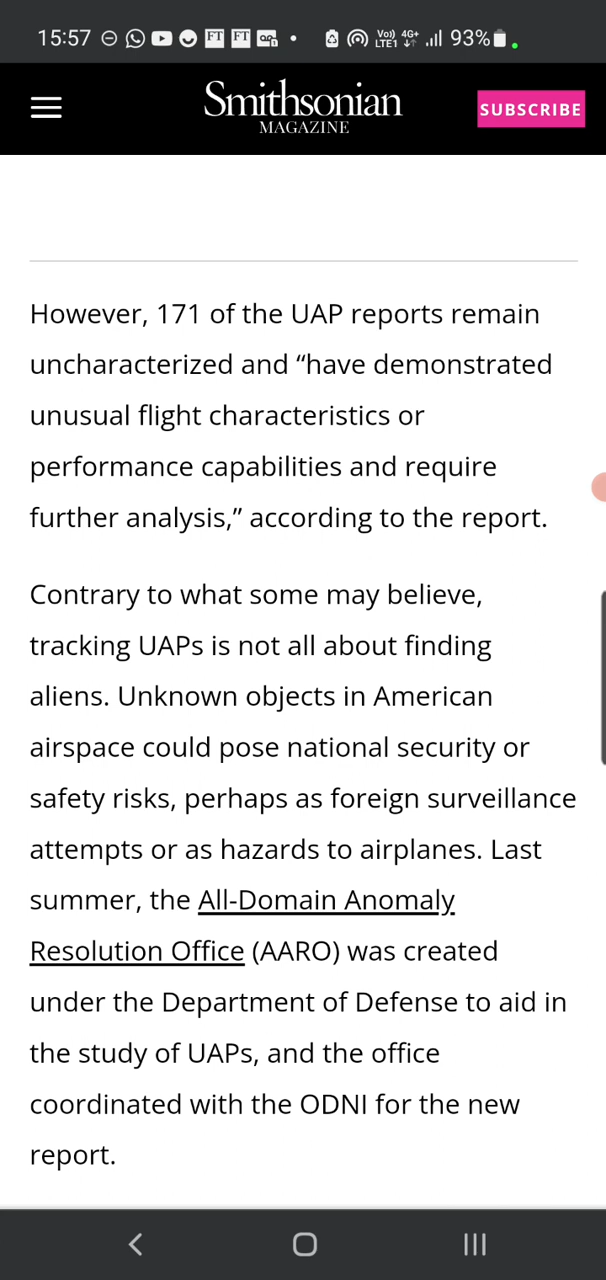 15:57 FT FT Vo)) LTE1 4G+ 93%
Smithsonian
MAGAZINE
SUBSCRIBE
However, 171 of the UAP reports remain
uncharacterized and “have demonstrated
unusual flight characteristics or
performance capabilities and require
further analysis,” according to the report.
Contrary to what some may believe,
tracking UAPs is not all about finding
aliens. Unknown objects in American
airspace could pose national security or
safety risks, perhaps as foreign surveillance
attempts or as hazards to airplanes. Last
summer, the All-Domain Anomaly
Resolution Office (AARO) was created
under the Department of Defense to aid in
the study of UAPs, and the office
coordinated with the ODNI for the new
report.